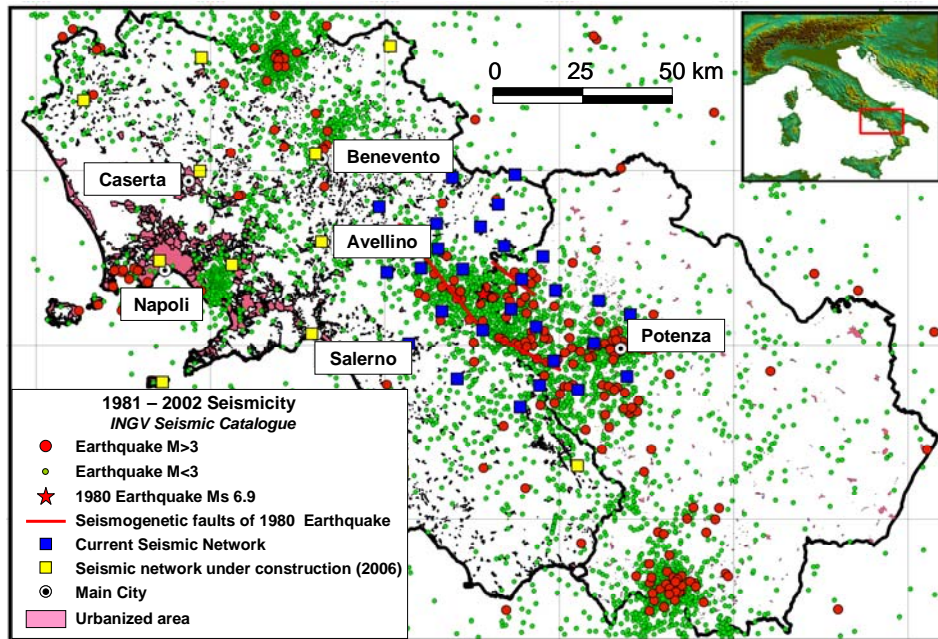 0 25 50 km
Benevento
Caserta
Avellino
Napoli
Potenza
Salerno
1981 – 2002 Seismicity
INGV Seismic Catalogue
Earthquake M>3
Earthquake M<3
1980 Earthquake Ms 6.9
Seismogenetic faults of 1980 Earthquake
Current Seismic Network
Seismic network under construction (2006)
Main City
Urbanized area